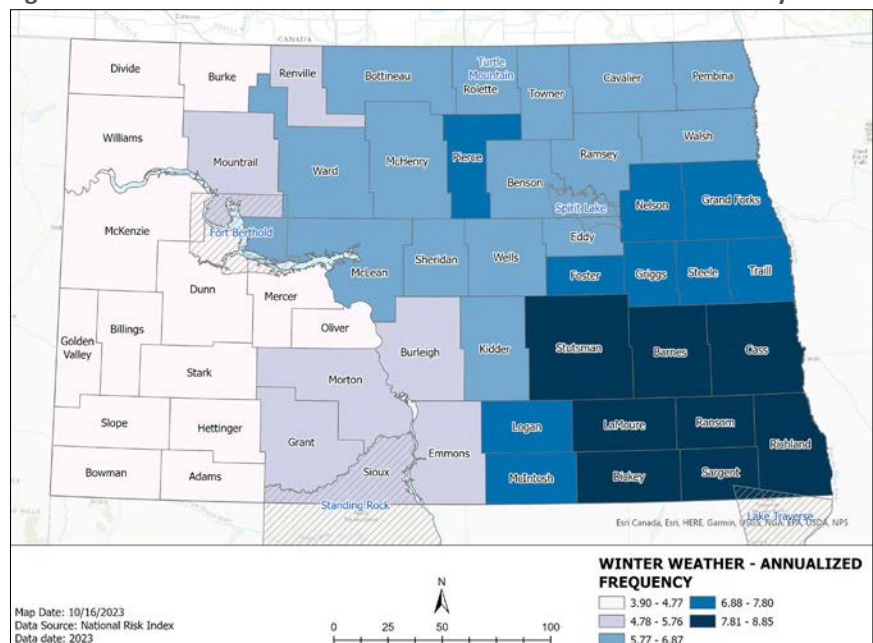 CANADA
Divide
Burke
Renville
Bottineau
Turtle
Mountain
Rolette
Towner
Cavalier
Pembina
Williams
Mountrail
Ward
McHenry
Pierce
Benson
Ramsey
Walsh
Spirit Lake
Nelson
Grand Forks
McKenzie
Fort Berthold
McLean
Sheridan
Wells
Eddy
Foster
Griggs
Steele
Traill
Dunn
Mercer
Oliver
Golden
Valley
Billings
Stark
Morton
Burleigh
Kidder
Stutsman
Barnes
Cass
Slope
Hettinger
Grant
Sioux
Emmons
Logan
LaMoure
Ransom
Richland
Bowman
Adams
Standing Rock
McIntosh
Dickey
Sargent
Lake Traverse
Esri Canada, Esri, HERE, Garmin, USGS, NGA, EPA, USDA, NPS
WINTER WEATHER - ANNUALIZED
FREQUENCY
3.90 - 4.77
6.88 - 7.80
4.78 - 5.76
7.81 - 8.85
5.77 - 6.87
N
0 25 50 100
Map Date: 10/16/2023
Data Source: National Risk Index
Data date: 2023